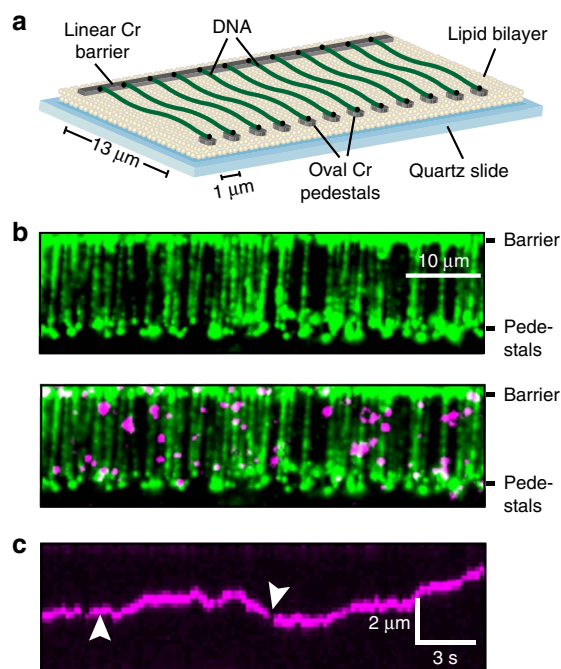 a
Linear Cr
barrier
DNA
Lipid bilayer
13 μm
1 μm
Oval Cr
pedestals
Quartz slide
b
Barrier
10 μm
Pede-
stals
Barrier
Pede-
stals
c
2 μm
3 s